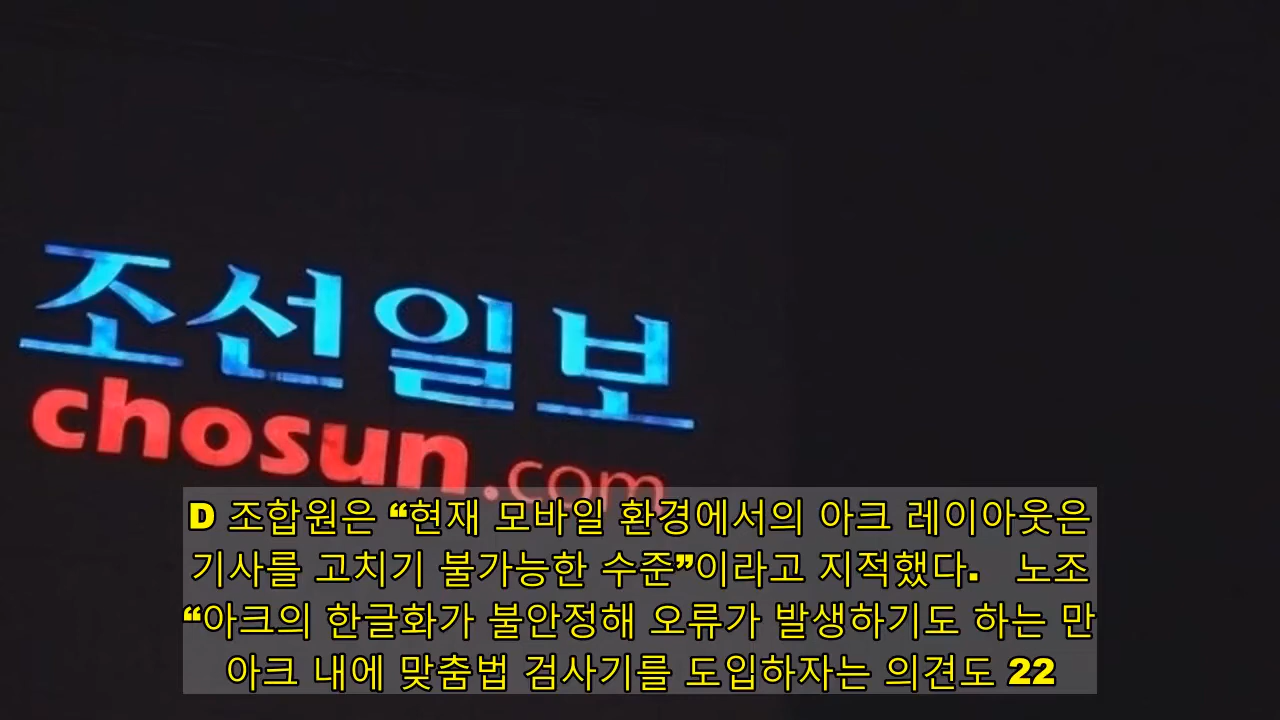 조선일보
chosun.com
D 조합원은 “현재 모바일 환경에서의 아크 레이아웃은
기사를 고치기 불가능한 수준”이라고 지적했다. 노조
“아크의 한글화가 불안정해 오류가 발생하기도 하는 만
아크 내에 맞춤법 검사기를 도입하자는 의견도 22